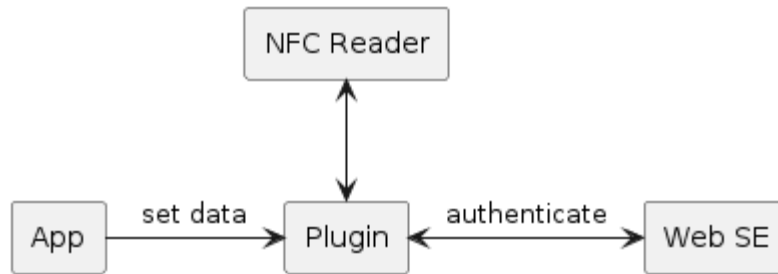 NFC Reader
set data
authenticate
App
Plugin
Web SE